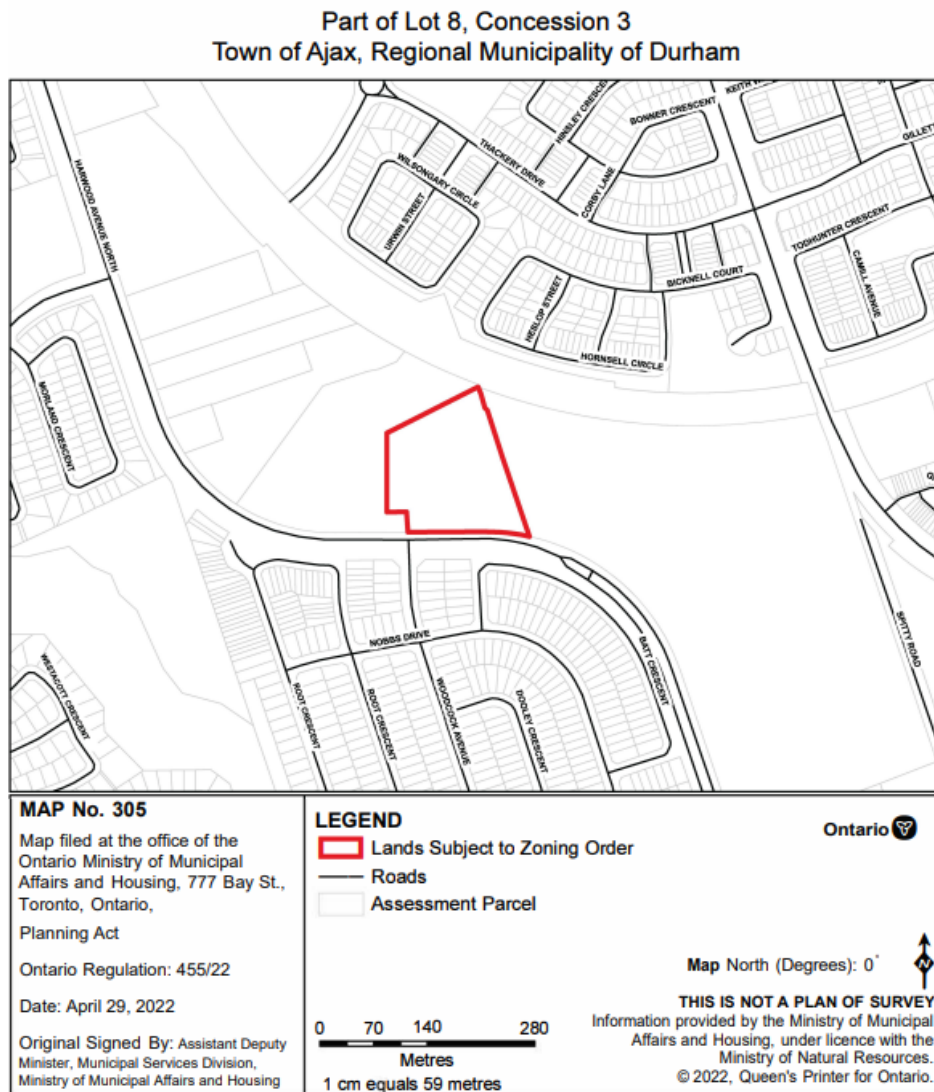 Part of Lot 8, Concession 3
Town of Ajax, Regional Municipality of Durham
KEITH
BONNER CRESCENT
HINSLEY CRESCENT
GILLETT
THACKERY DRIVE
WILSONGARY CIRCLE
CORBY LANE
URWIN STREET
HARWOOD AVENUE NORTH
TODHUNTER CRESCENT
CAMILL AVENUE
BICKNELL COURT
HESLOP STREET
HORNSELL CIRCLE
MORLAND CRESCENT
G
SPITTY ROAD
NOBBS DRIVE
BATT CRESCENT
WESTACOTT CRESCENT
ROOT CRESCENT
ROOT CRESCENT
WOODCOCK AVENUE
DOOLEY CRESCENT
MAP No. 305
Map filed at the office of the
Ontario Ministry of Municipal
Affairs and Housing, 777 Bay St.,
Toronto, Ontario,
Planning Act
Ontario Regulation: 455/22
Date: April 29, 2022
Original Signed By: Assistant Deputy
Minister, Municipal Services Division,
Ministry of Municipal Affairs and Housing
LEGEND
Lands Subject to Zoning Order
Roads
Assessment Parcel
0 70 140 280
Metres
1 cm equals 59 metres
Ontario
Map North (Degrees): 0°
N
THIS IS NOT A PLAN OF SURVEY
Information provided by the Ministry of Municipal
Affairs and Housing, under licence with the
Ministry of Natural Resources.
© 2022, Queen's Printer for Ontario.